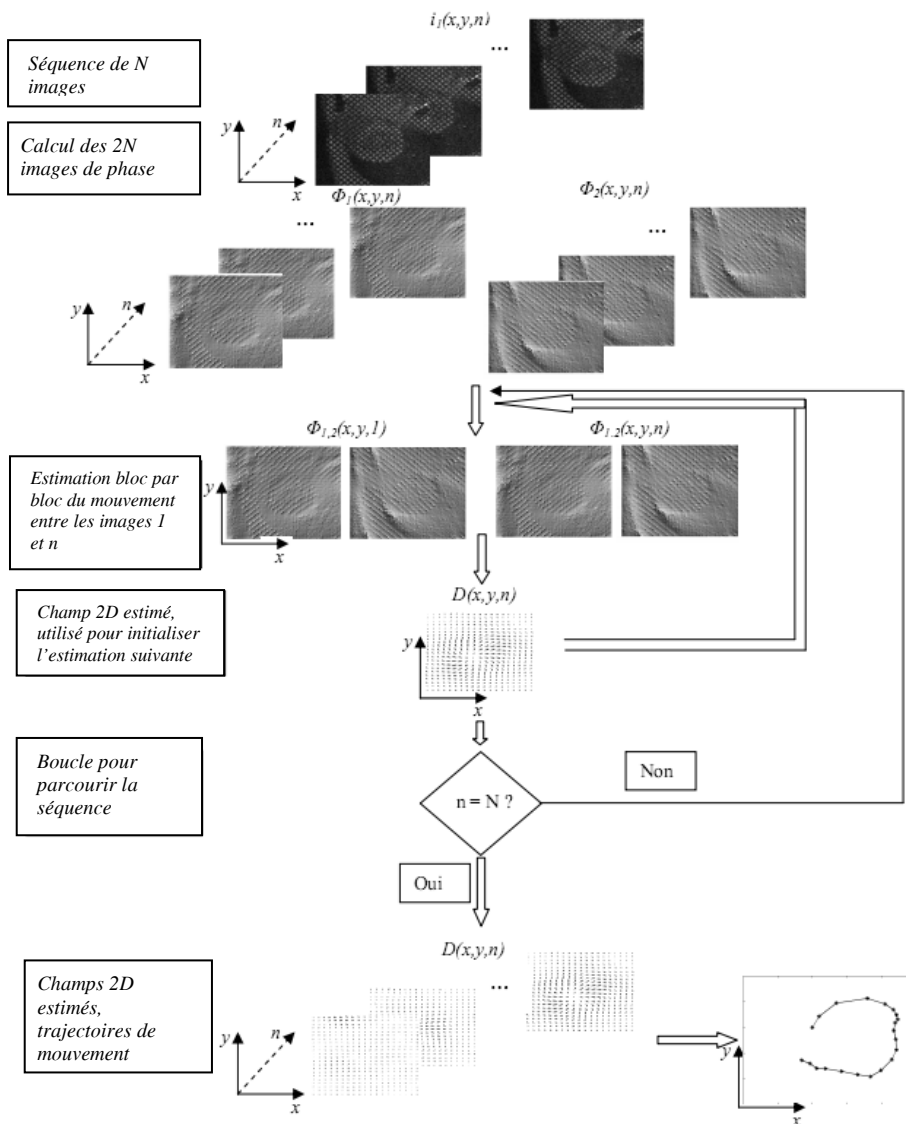 i1(x,y,n)
...
Séquence de N
images
Calcul des 2N
images de phase
y
n
x
Φ1(x,y,n)
Φ2(x,y,n)
...
...
y
n
x
Φ1,2(x,y,1)
Φ1,2(x,y,n)
Estimation bloc par
bloc du mouvement
entre les images 1
et n
y
x
D(x,y,n)
Champ 2D estimé,
utilisé pour initialiser
l'estimation suivante
y
x
Boucle pour
parcourir la
séquence
n = N ?
Non
Oui
D(x,y,n)
...
Champs 2D
estimés,
trajectoires de
mouvement
y
n
x
y
x